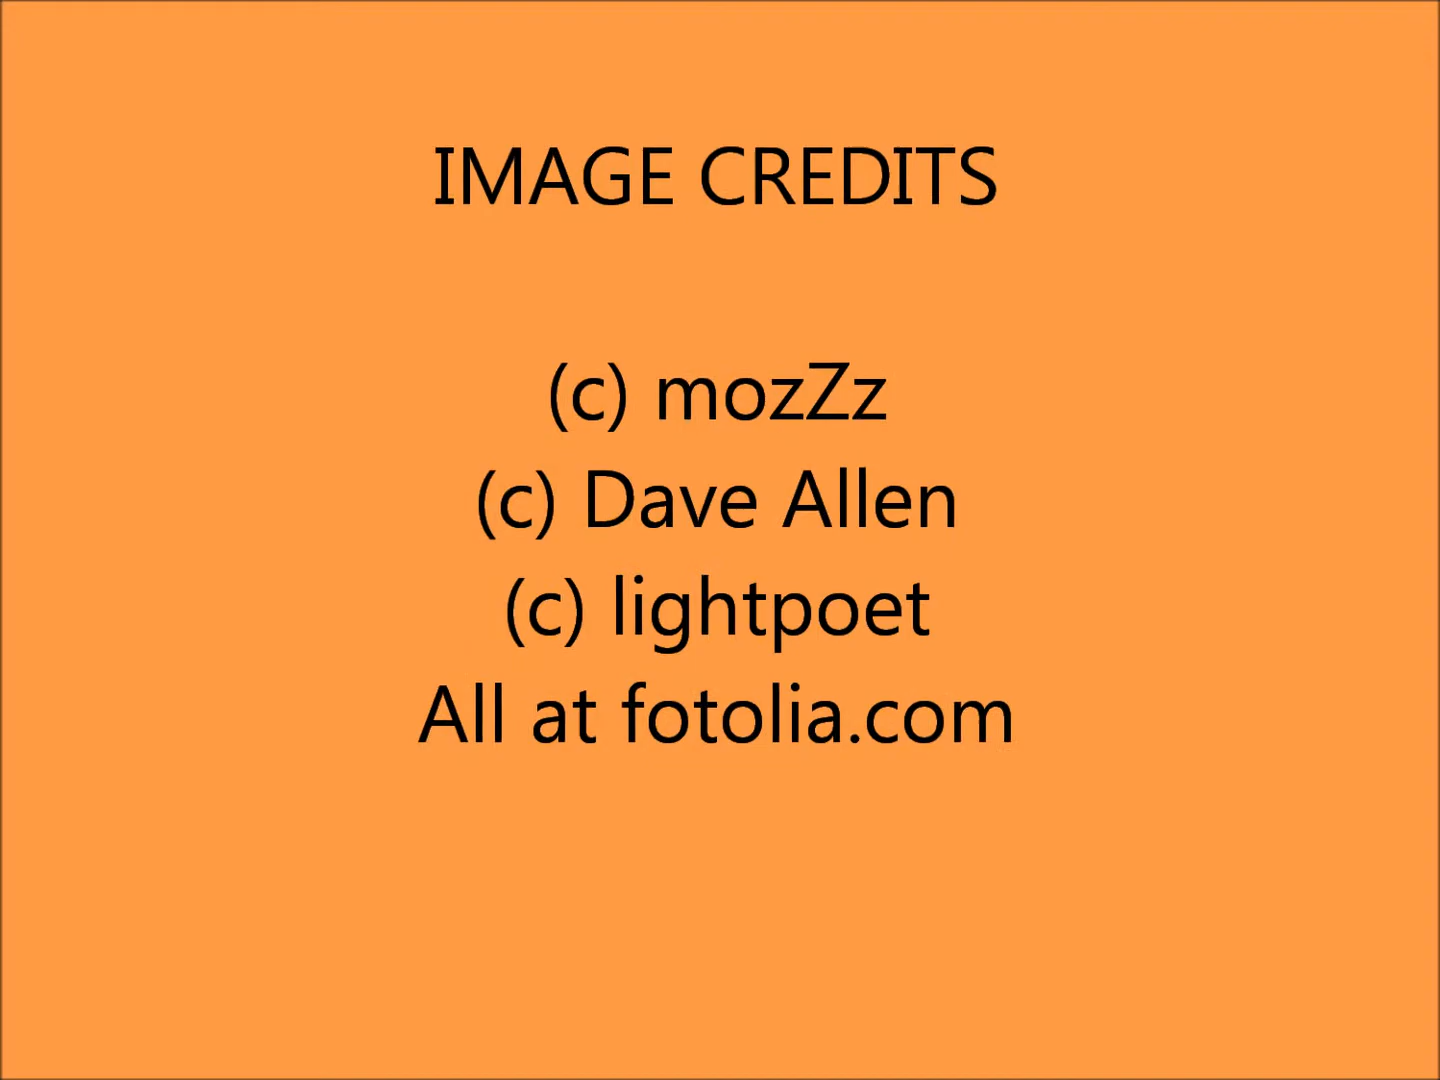 IMAGE CREDITS
(c) mozZz
(c) Dave Allen
(c) lightpoet
All at fotolia.com